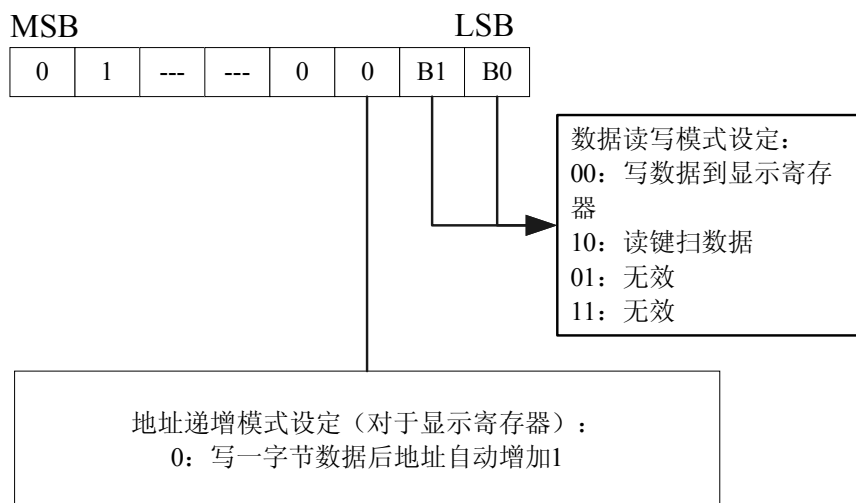 MSB LSB
0 1 --- --- 0 0 B1 B0
数据读写模式设定：
00：写数据到显示寄存
器
10：读键扫数据
01：无效
11：无效
地址递增模式设定（对于显示寄存器）：
0：写一字节数据后地址自动增加1